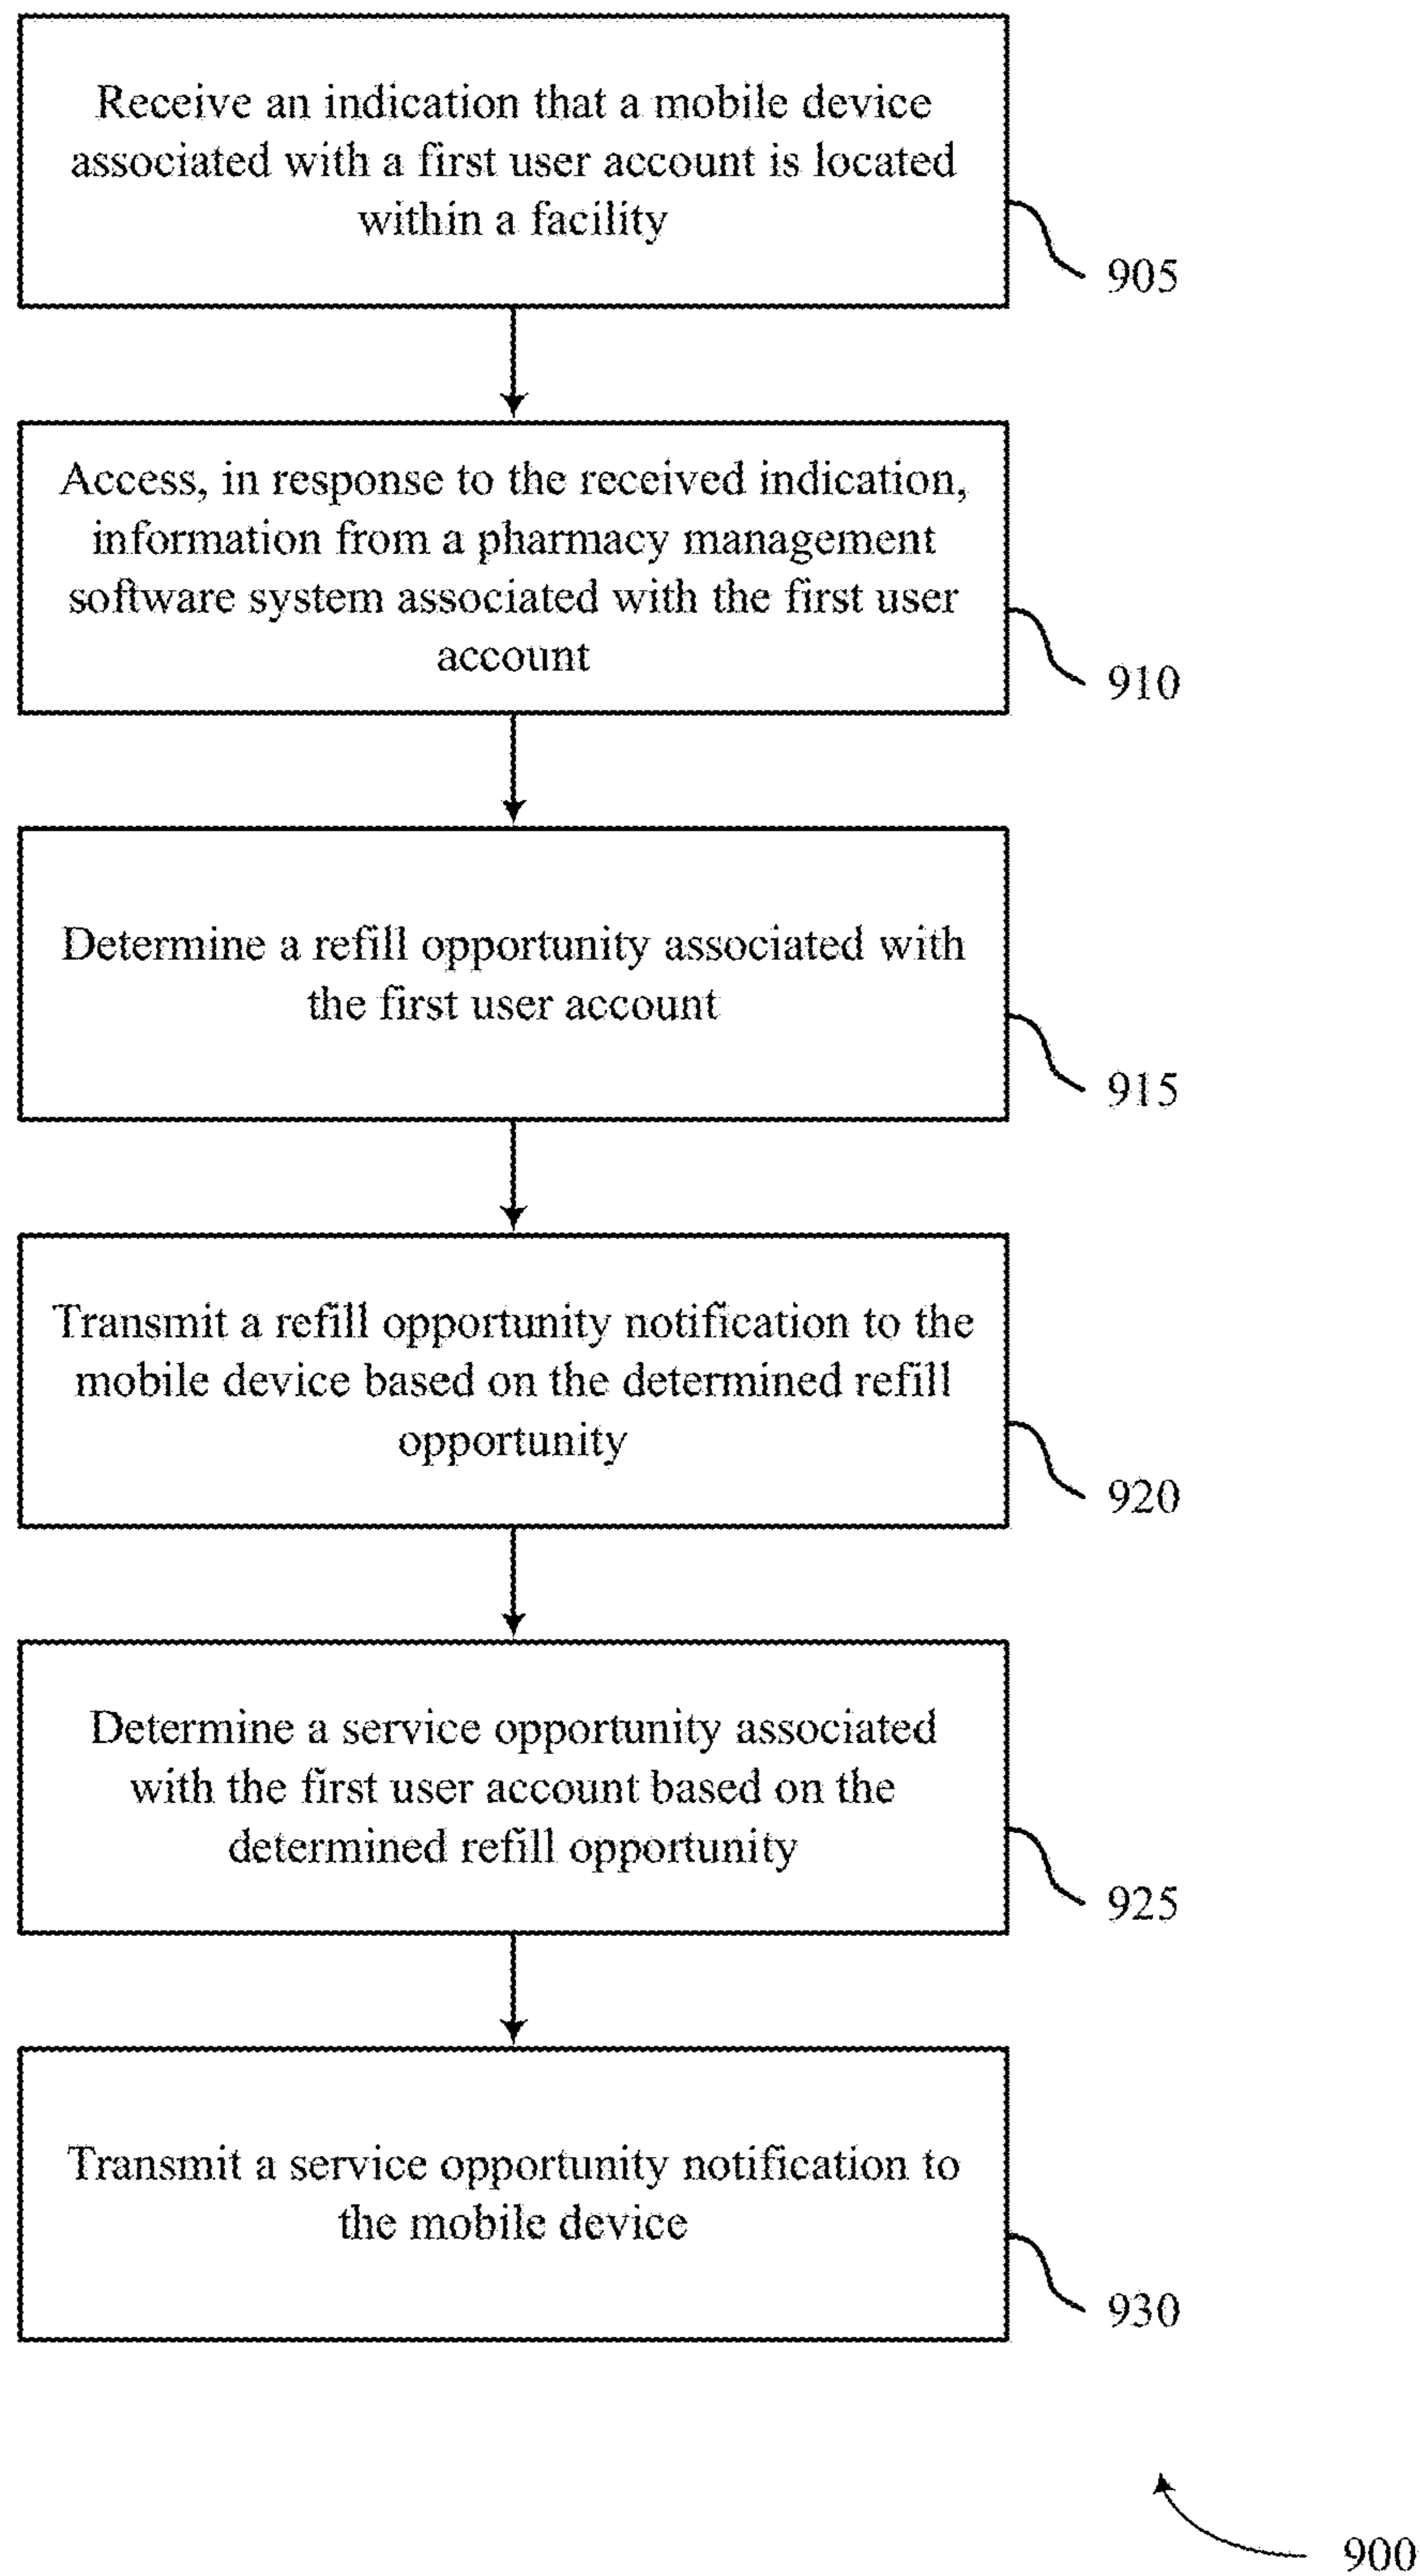 Receive an indication that a mobile device
associated with a first user account is located
within a facility
905
Access, in response to the received indication,
information from a pharmacy management
software system associated with the first user
account
910
Determine a refill opportunity associated with
the first user account
915
Transmit a refill opportunity notification to the
mobile device based on the determined refill
opportunity
920
Determine a service opportunity associated
with the first user account based on the
determined refill opportunity
925
Transmit a service opportunity notification to
the mobile device
930
900